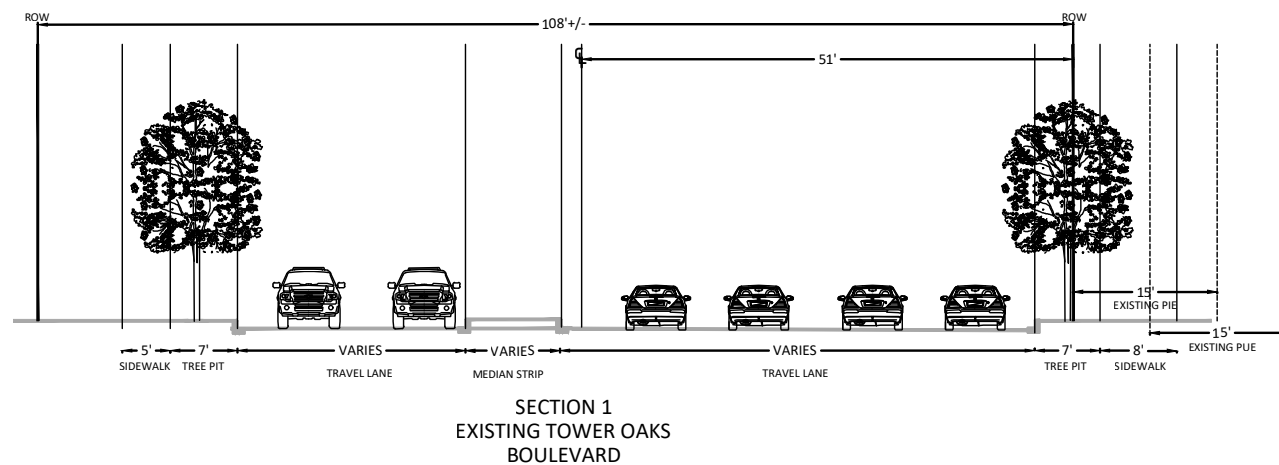 ROW
ROW
108'+/-
51'
15'
EXISTING PIE
15'
EXISTING PUE
5'
7'
VARIES
VARIES
VARIES
7'
8'
SIDEWALK
TREE PIT
TRAVEL LANE
MEDIAN STRIP
TRAVEL LANE
TREE PIT
SIDEWALK
SECTION 1
EXISTING TOWER OAKS
BOULEVARD